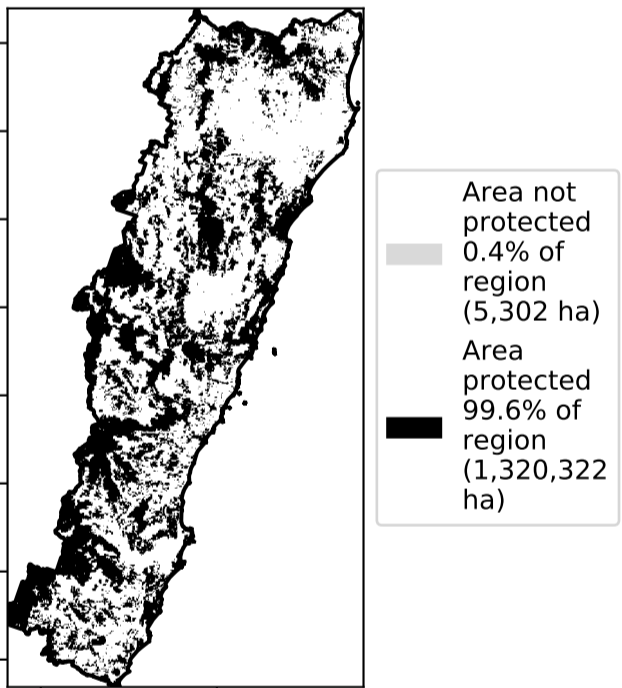 Area not
protected
0.4% of
region
(5,302 ha)
Area
protected
99.6% of
region
(1,320,322
ha)